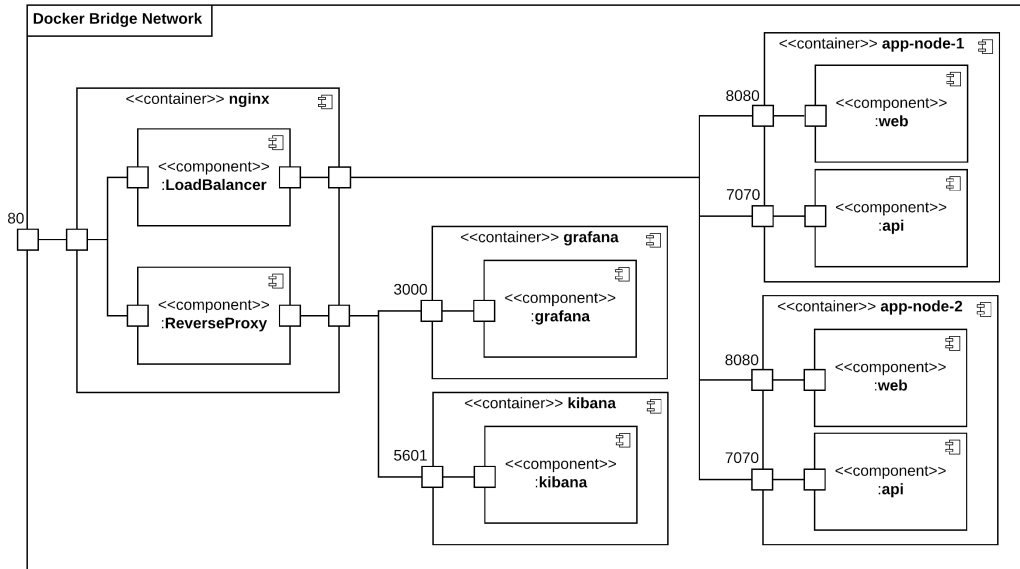 Docker Bridge Network
80
<<container>> nginx
<<component>>
:LoadBalancer
<<component>>
:ReverseProxy
3000
<<container>> grafana
<<component>>
:grafana
5601
<<container>> kibana
<<component>>
:kibana
<<container>> app-node-1
8080
<<component>>
:web
7070
<<component>>
:api
<<container>> app-node-2
8080
<<component>>
:web
7070
<<component>>
:api